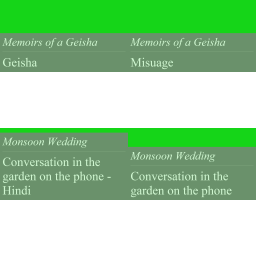 Memoirs of a Geisha
Geisha
Memoirs of a Geisha
Misuage
Monsoon Wedding
Conversation in the
garden on the phone -
Hindi
Monsoon Wedding
Conversation in the
garden on the phone